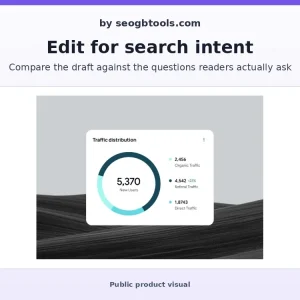 by seogbtools.com
Edit for search intent
Compare the draft against the questions readers actually ask
Traffic distribution
5,370
New Users
2,456
Organic Traffic
4,542
Referral Traffic
1,8743
Direct Traffic
Public product visual